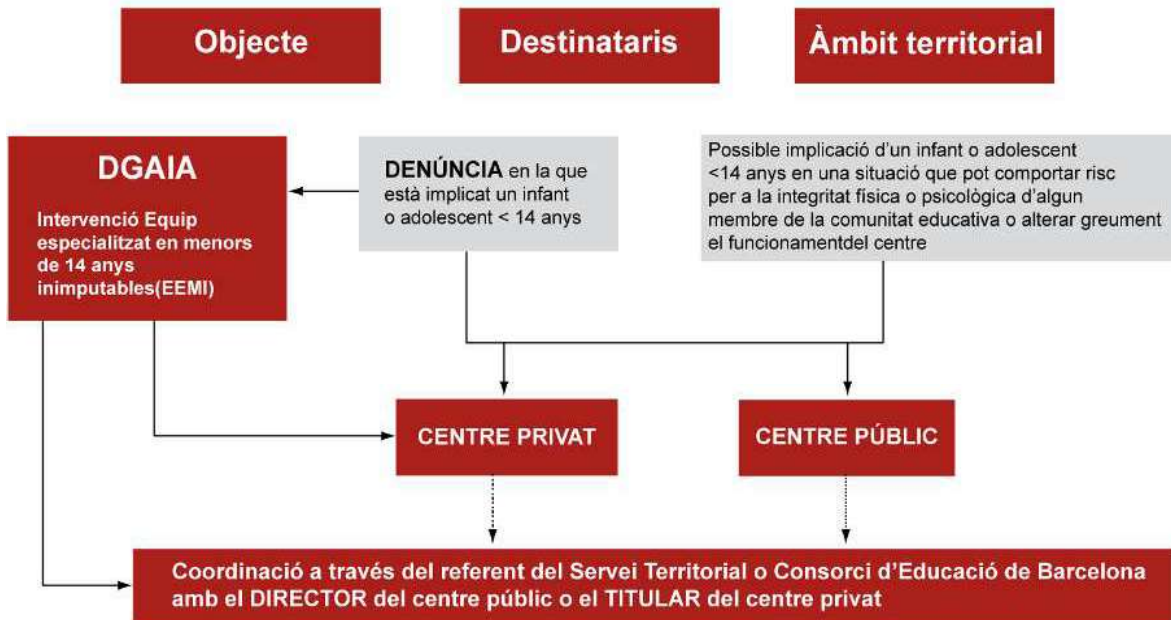 Objecte
Destinataris
Àmbit territorial
DGAIA
Intervenció Equip
especialitzat en menors
de 14 anys
inimputables(EEMI)
DENÚNCIA en la que
està implicat un infant
o adolescent < 14 anys
Possible implicació d'un infant o adolescent
<14 anys en una situació que pot comportar risc
per a la integritat física o psicològica d'algun
membre de la comunitat educativa o alterar greument
el funcionamentdel centre
CENTRE PRIVAT
CENTRE PÚBLIC
Coordinació a través del referent del Servei Territorial o Consorci d'Educació de Barcelona
amb el DIRECTOR del centre públic o el TITULAR del centre privat